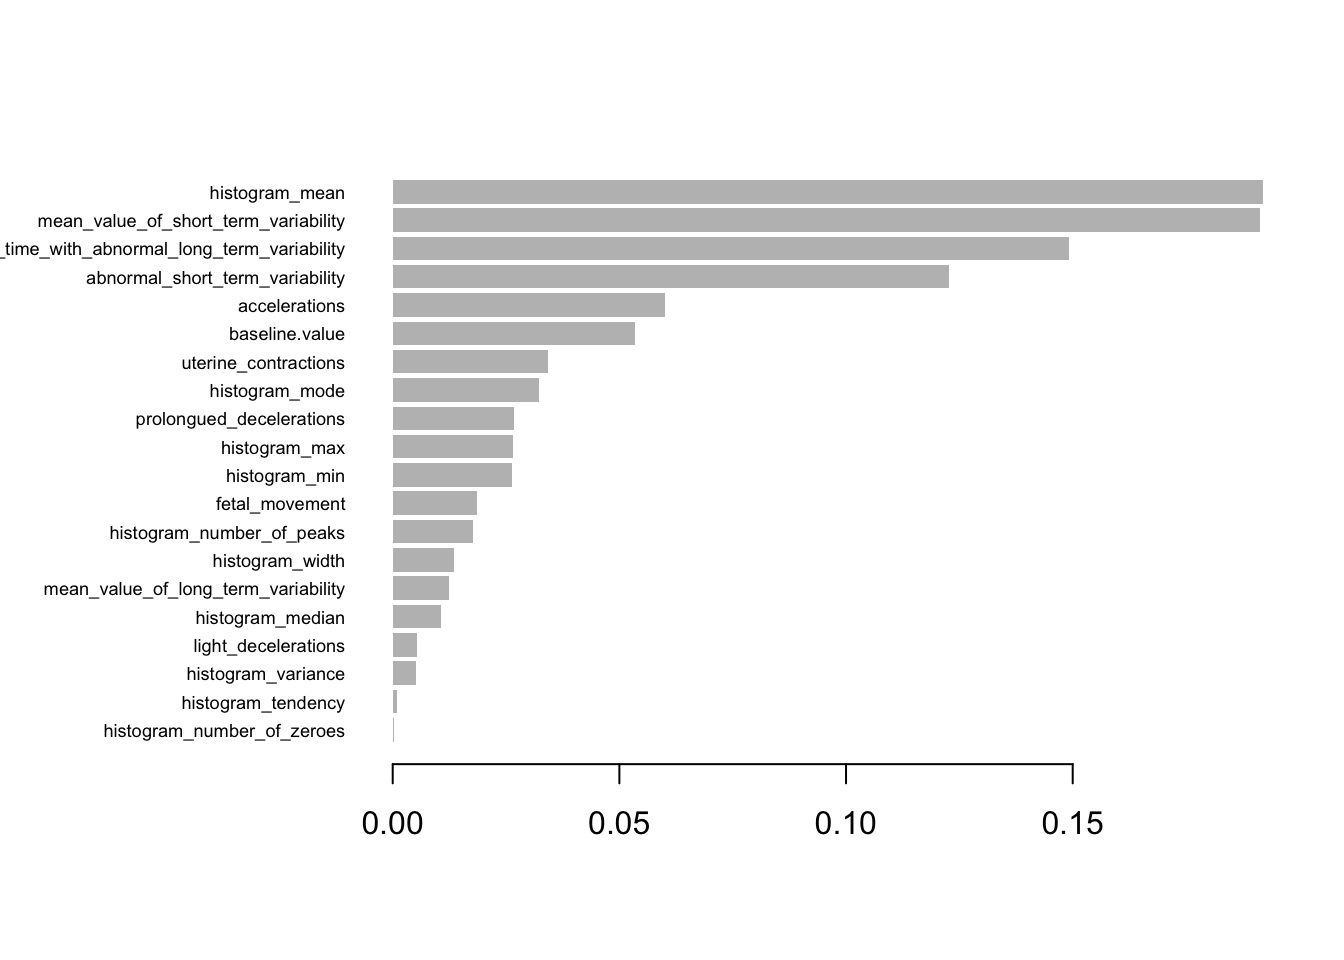 histogram_mean
mean_value_of_short_term_variability
_time_with_abnormal_long_term_variability
abnormal_short_term_variability
accelerations
baseline.value
uterine_contractions
histogram_mode
prolongued_decelerations
histogram_max
histogram_min
fetal_movement
histogram_number_of_peaks
histogram_width
mean_value_of_long_term_variability
histogram_median
light_decelerations
histogram_variance
histogram_tendency
histogram_number_of_zeroes
0.00 0.05 0.10 0.15